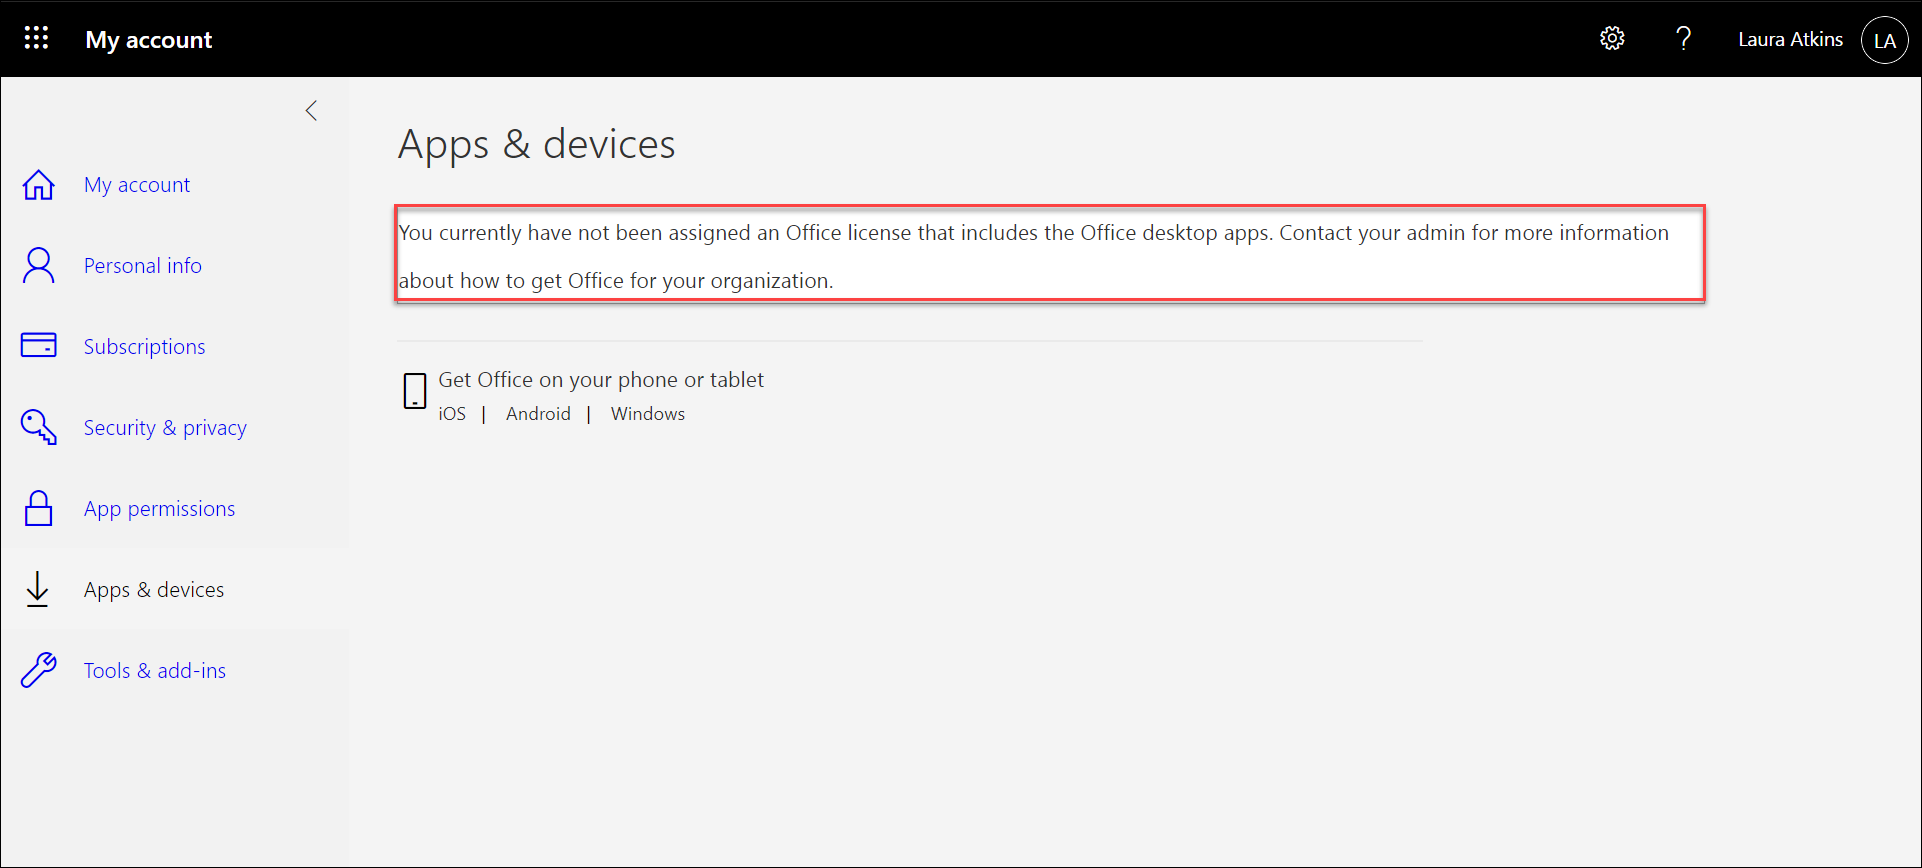 My account
Laura Atkins
LA
Apps & devices
My account
Personal info
Subscriptions
Security & privacy
App permissions
Apps & devices
Tools & add-ins
You currently have not been assigned an Office license that includes the Office desktop apps. Contact your admin for more information
about how to get Office for your organization.
Get Office on your phone or tablet
iOS | Android | Windows